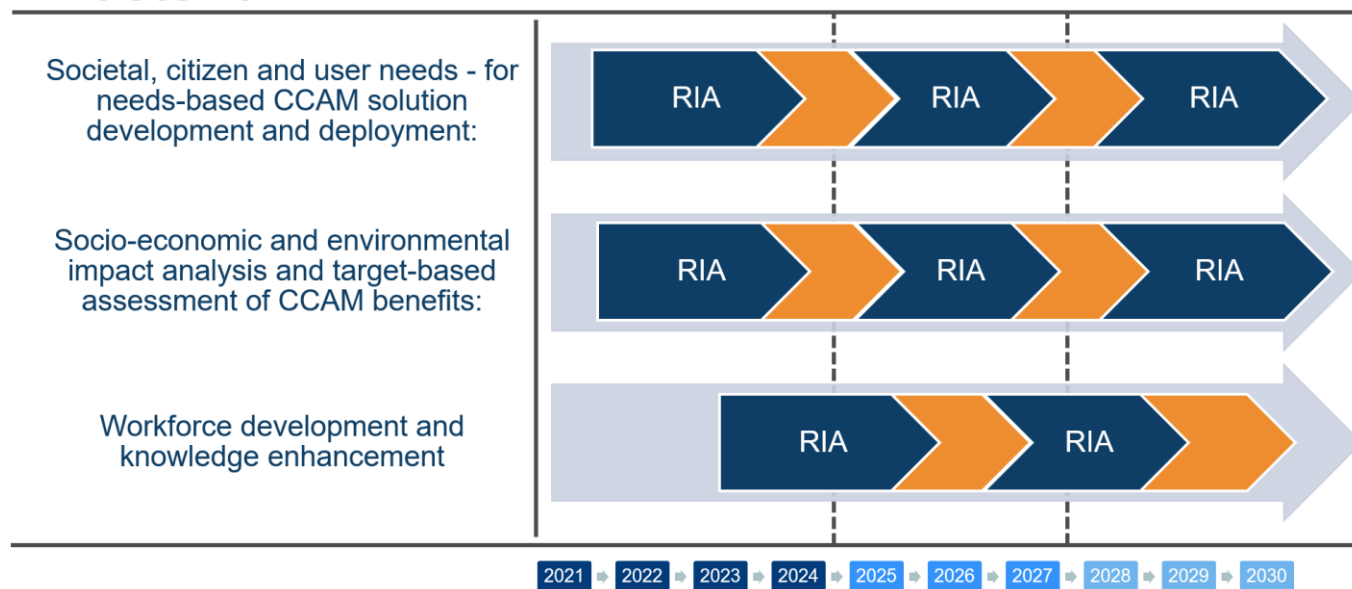 Societal, citizen and user needs - for
needs-based CCAM solution
development and deployment:
RIA
RIA
RIA
Socio-economic and environmental
impact analysis and target-based
assessment of CCAM benefits:
RIA
RIA
RIA
Workforce development and
knowledge enhancement
RIA
RIA
2021 2022 2023 2024 2025 2026 2027 2028 2029 2030